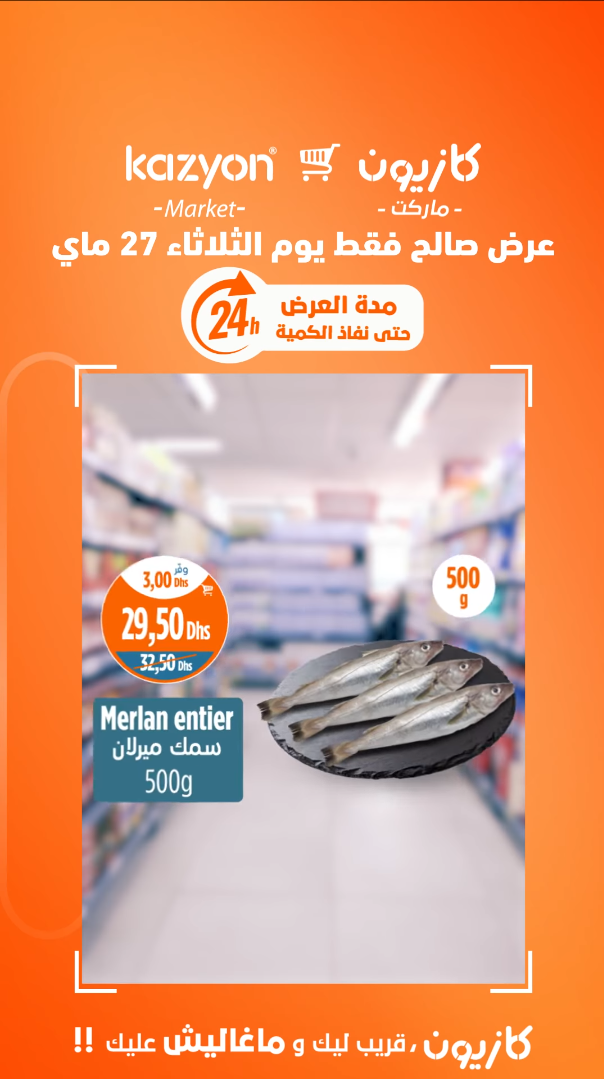 kazyon® كازيون
-Market- - ماركت -
عرض صالح فقط يوم الثلاثاء 27 ماي
24h
مدة العرض
حتى نفاذ الكمية
وفّر
3,00 Dhs
29,50 Dhs
32,50 Dhs
500
g
Merlan entier
سمك ميرلان
500g
كازيون، قريب ليك و ماغاليش عليك !!